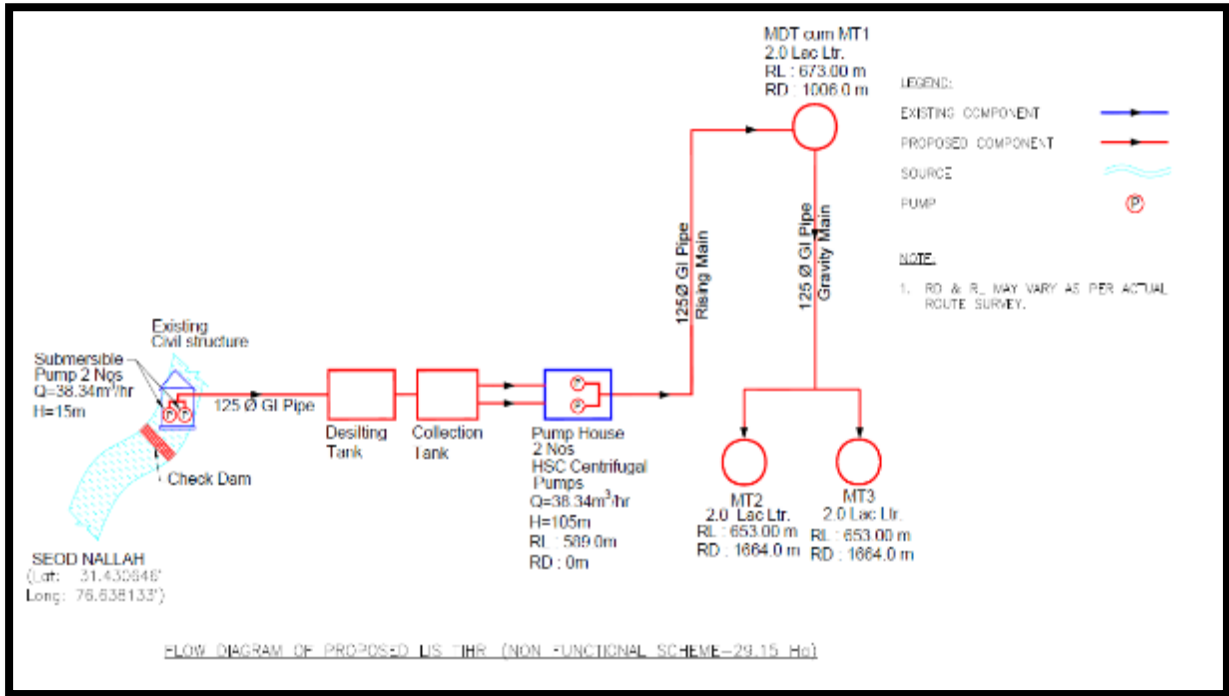 MDT cum MT1
2.0 Lac Ltr.
RL : 673.00 m
RD : 1006.0 m
LEGEND:
EXISTING COMPONENT
PROPOSED COMPONENT
SOURCE
PUMP
P
NOTE:
1. RD & RL MAY VARY AS PER ACTUAL
ROUTE SURVEY.
125Ø GI Pipe
Rising Main
125 Ø GI Pipe
Gravity Main
Existing
Civil structure
Submersible
Pump 2 Nos
Q=38.34m³/hr
H=15m
P P
125 Ø GI Pipe
Desilting
Tank
Collection
Tank
P
P
Pump House
2 Nos
HSC Centrifugal
Pumps
Q=38.34m³/hr
H=105m
RL : 589.0m
RD : 0m
Check Dam
MT2
2.0 Lac Ltr.
RL : 653.00 m
RD : 1664.0 m
MT3
2.0 Lac Ltr.
RL : 653.00 m
RD : 1664.0 m
SEOD NALLAH
(Lat: 31.430646'
Long: 76.638133')
FLOW DIAGRAM OF PROPOSED LIS TIHR (NON FUNCTIONAL SCHEME-29.15 Ha)